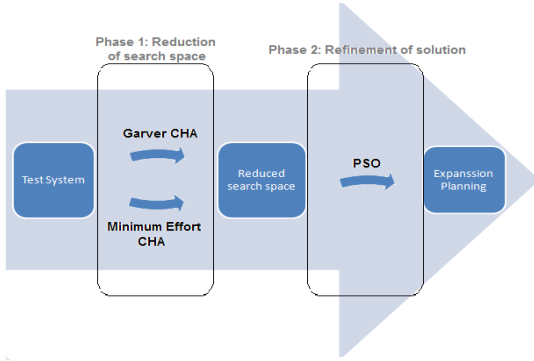 Phase 1: Reduction
of search space
Phase 2: Refinement of solution
Garver CHA
Test System
Reduced
search space
PSO
Expanssion
Planning
Minimum Effort
CHA